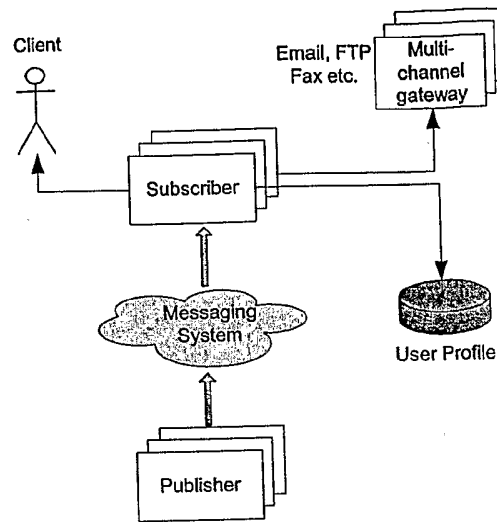 Client
Email, FTP
Fax etc.
Multi-
channel
gateway
Subscriber
Messaging
System
User Profile
Publisher